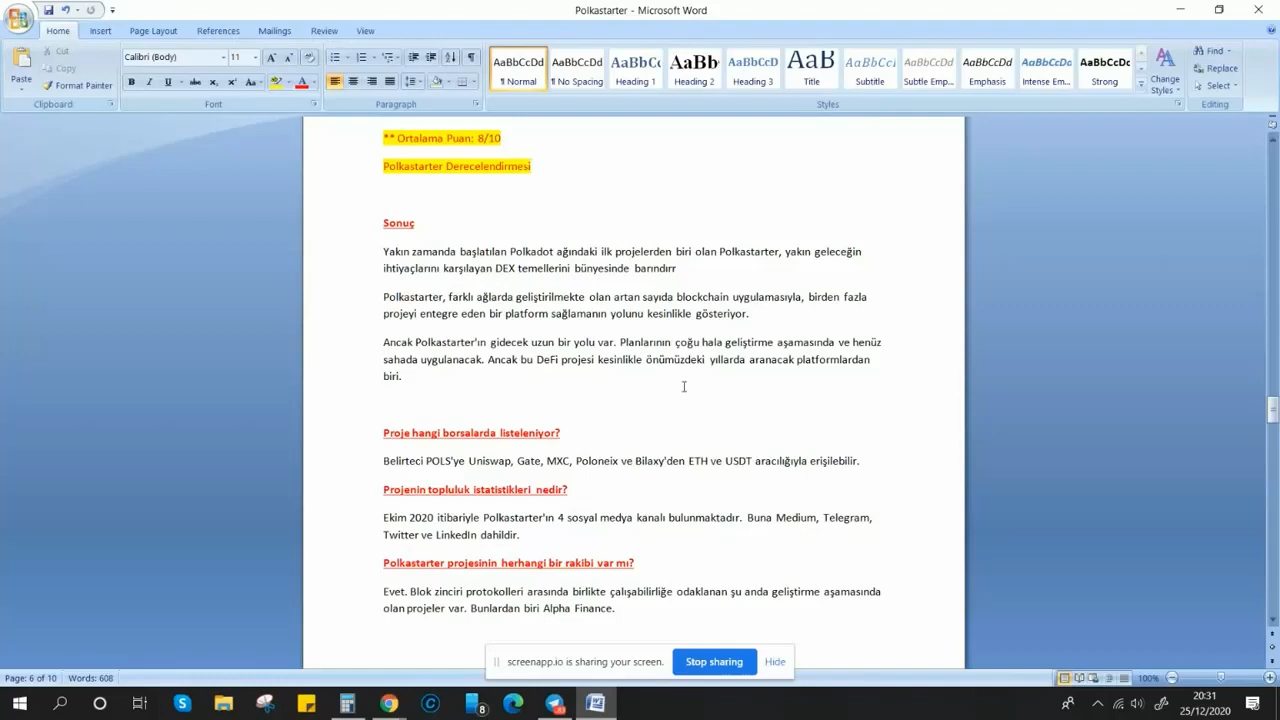 Polkastarter - Microsoft Word
Home Insert Page Layout References Mailings Review View
Paste Cut Copy Format Painter
Calibri (Body) 11
AaBbCcDd AaBbCcDd AaBbCc AaBbCc AaBbCcD AaB AaBbCcDd AaBbCcDd AaBbCcDd AaBbCcDd AaBbCcDc
¶ Normal ¶ No Spacing Heading 1 Heading 2 Heading 3 Title Subtitle Subtle Emp... Emphasis Intense Em... Strong
Change Styles
Find Replace Select
Clipboard Font Paragraph Styles Editing
** Ortalama Puan: 8/10
Polkastarter Derecelendirmesi
Sonuç
Yakın zamanda başlatılan Polkadot ağındaki ilk projelerden biri olan Polkastarter, yakın geleceğin
ihtiyaçlarını karşılayan DEX temellerini bünyesinde barındırr
Polkastarter, farklı ağlarda geliştirilmekte olan artan sayıda blockchain uygulamasıyla, birden fazla
projeyi entegre eden bir platform sağlamanın yolunu kesinlikle gösteriyor.
Ancak Polkastarter'ın gidecek uzun bir yolu var. Planlarının çoğu hala geliştirme aşamasında ve henüz
sahada uygulanacak. Ancak bu DeFi projesi kesinlikle önümüzdeki yıllarda aranacak platformlardan
biri.
Proje hangi borsalarda listeleniyor?
Belirteci POLS'ye Uniswap, Gate, MXC, Poloneix ve Bilaxy'den ETH ve USDT aracılığıyla erişilebilir.
Projenin topluluk istatistikleri nedir?
Ekim 2020 itibariyle Polkastarter'ın 4 sosyal medya kanalı bulunmaktadır. Buna Medium, Telegram,
Twitter ve LinkedIn dahildir.
Polkastarter projesinin herhangi bir rakibi var mı?
Evet. Blok zinciri protokolleri arasında birlikte çalışabilirliğe odaklanan şu anda geliştirme aşamasında
olan projeler var. Bunlardan biri Alpha Finance.
screenapp.io is sharing your screen. Stop sharing Hide
Page: 6 of 10 Words: 608 100%
20:31
25/12/2020